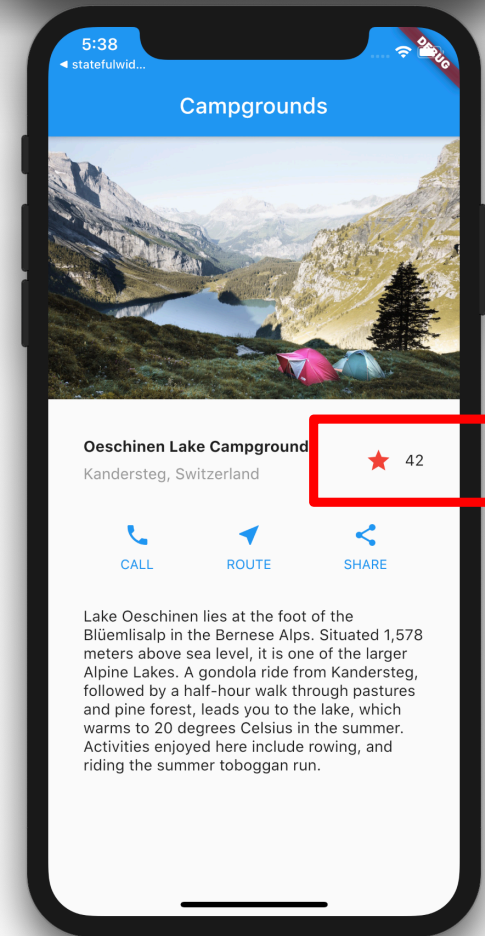 5:38
◀ statefulwid...
DEBUG
Campgrounds
Oeschinen Lake Campground
Kandersteg, Switzerland
42
CALL ROUTE SHARE
Lake Oeschinen lies at the foot of the
Blüemlisalp in the Bernese Alps. Situated 1,578
meters above sea level, it is one of the larger
Alpine Lakes. A gondola ride from Kandersteg,
followed by a half-hour walk through pastures
and pine forest, leads you to the lake, which
warms to 20 degrees Celsius in the summer.
Activities enjoyed here include rowing, and
riding the summer toboggan run.